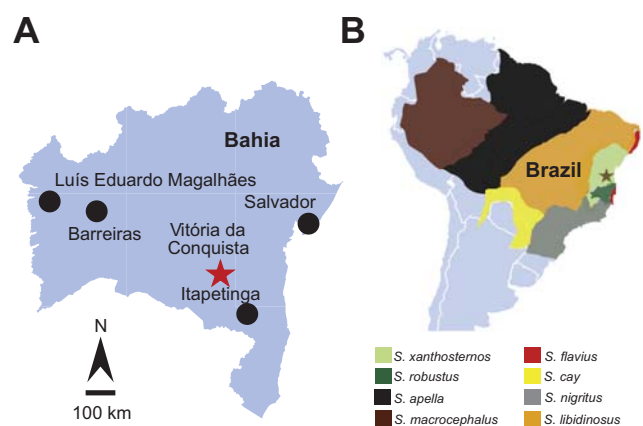 A
Bahia
Luís Eduardo Magalhães
Barreiras
Salvador
Vitória da
Conquista
Itapetinga
N
100 km
B
Brazil
S. xanthosternos
S. robustus
S. apella
S. macrocephalus
S. flavius
S. cay
S. nigritus
S. libidinosus